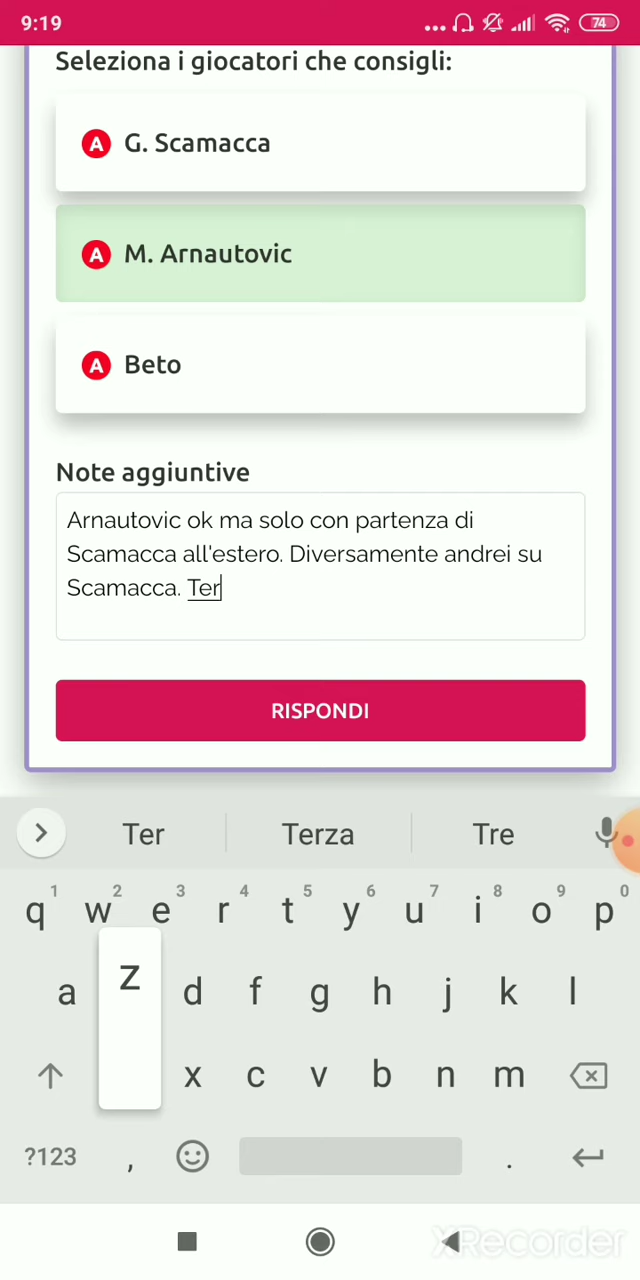 9:19
74
Seleziona i giocatori che consigli:
A G. Scamacca
A M. Arnautovic
A Beto
Note aggiuntive
Arnautovic ok ma solo con partenza di
Scamacca all'estero. Diversamente andrei su
Scamacca. Ter
RISPONDI
Ter Terza Tre
1 2 3 4 5 6 7 8 9 0
q w e r t y u i o p
a z d f g h j k l
x c v b n m
?123 , .
XRecorder